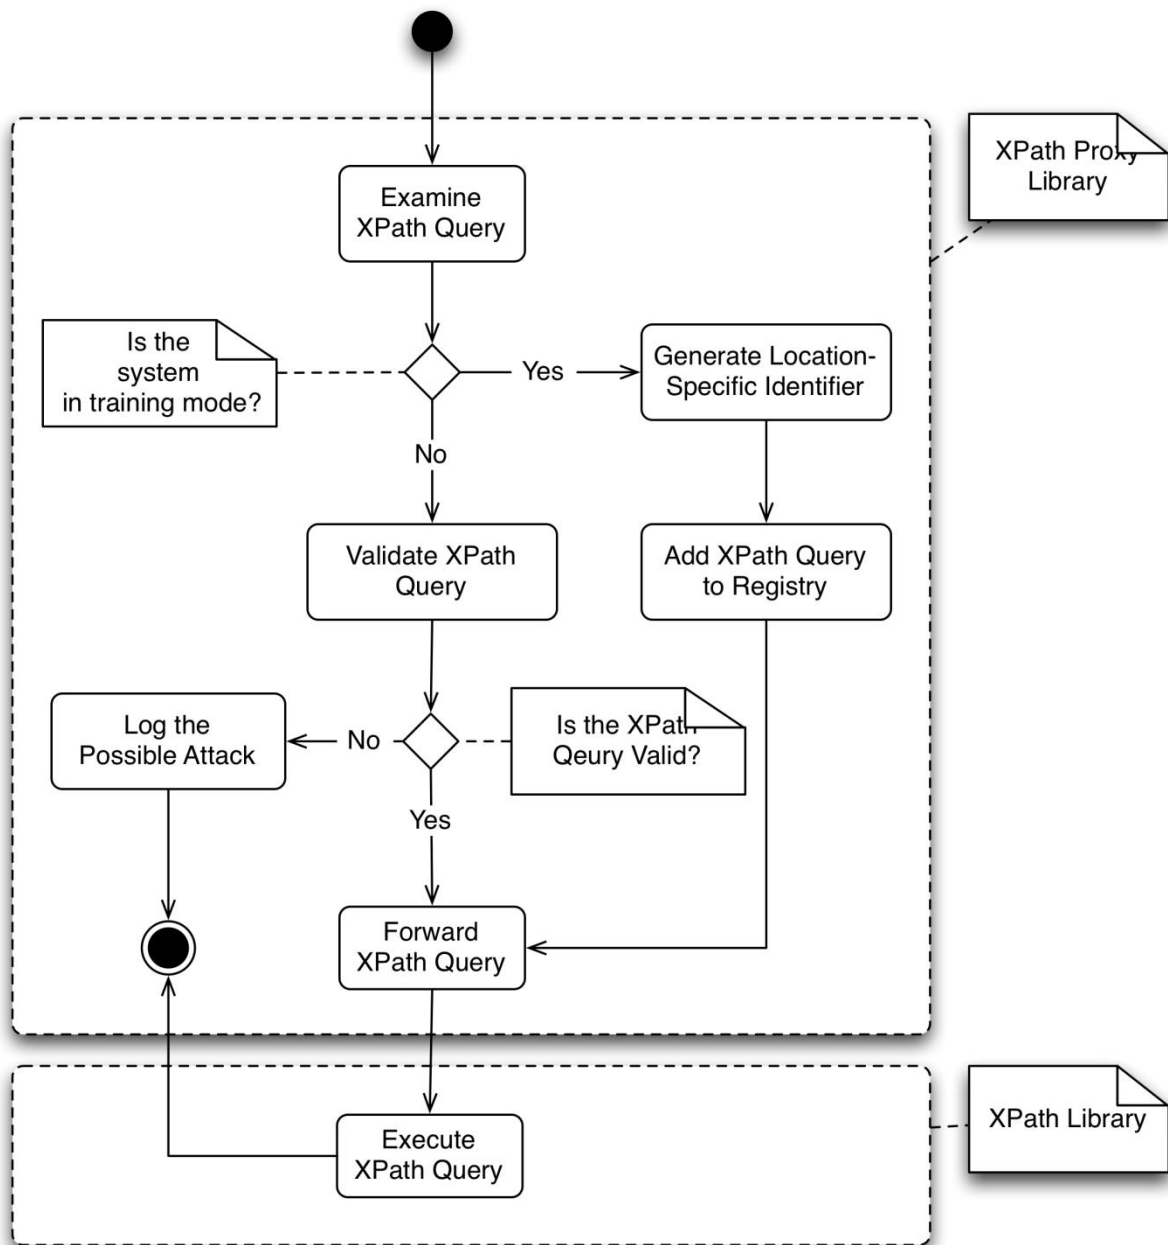 XPath Proxy
Library
Examine
XPath Query
Is the
system
in training mode?
Yes
Generate Location-
Specific Identifier
No
Validate XPath
Query
Add XPath Query
to Registry
Log the
Possible Attack
No
Is the XPath
Qeury Valid?
Yes
Forward
XPath Query
Execute
XPath Query
XPath Library